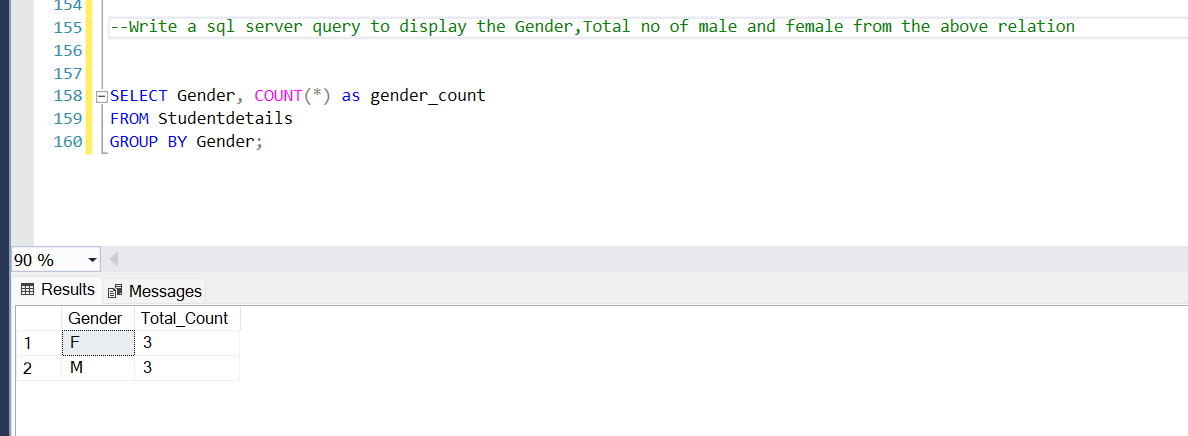 154
155 --Write a sql server query to display the Gender,Total no of male and female from the above relation
156
157
158 SELECT Gender, COUNT(*) as gender_count
159 FROM Studentdetails
160 GROUP BY Gender;
90 %
Results Messages
Gender Total_Count
1 F 3
2 M 3